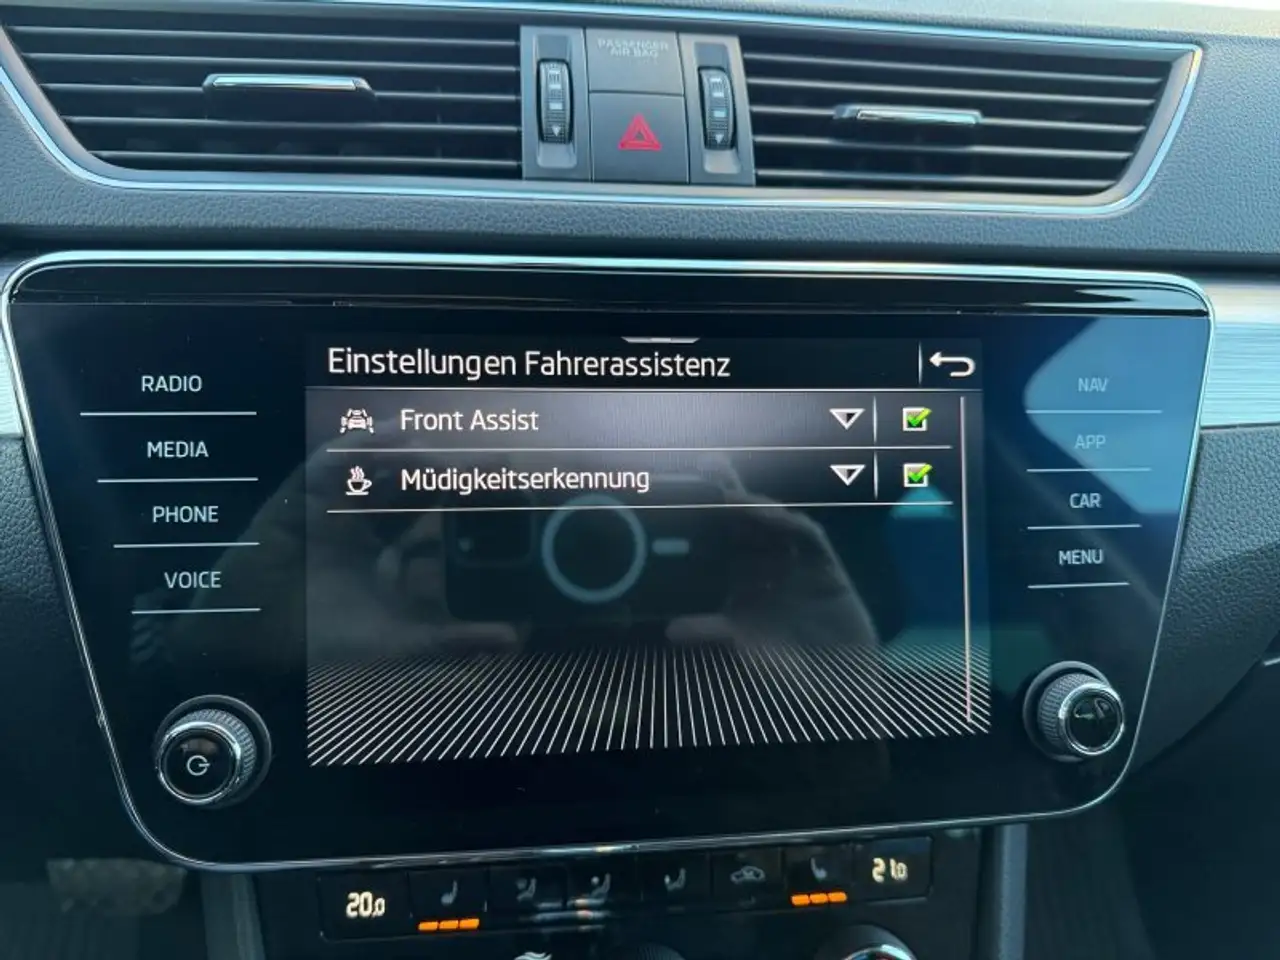 PASSENGER
AIR BAG
Einstellungen Fahrerassistenz
Front Assist
Müdigkeitserkennung
RADIO
MEDIA
PHONE
VOICE
NAV
APP
CAR
MENU
20.0
21.0